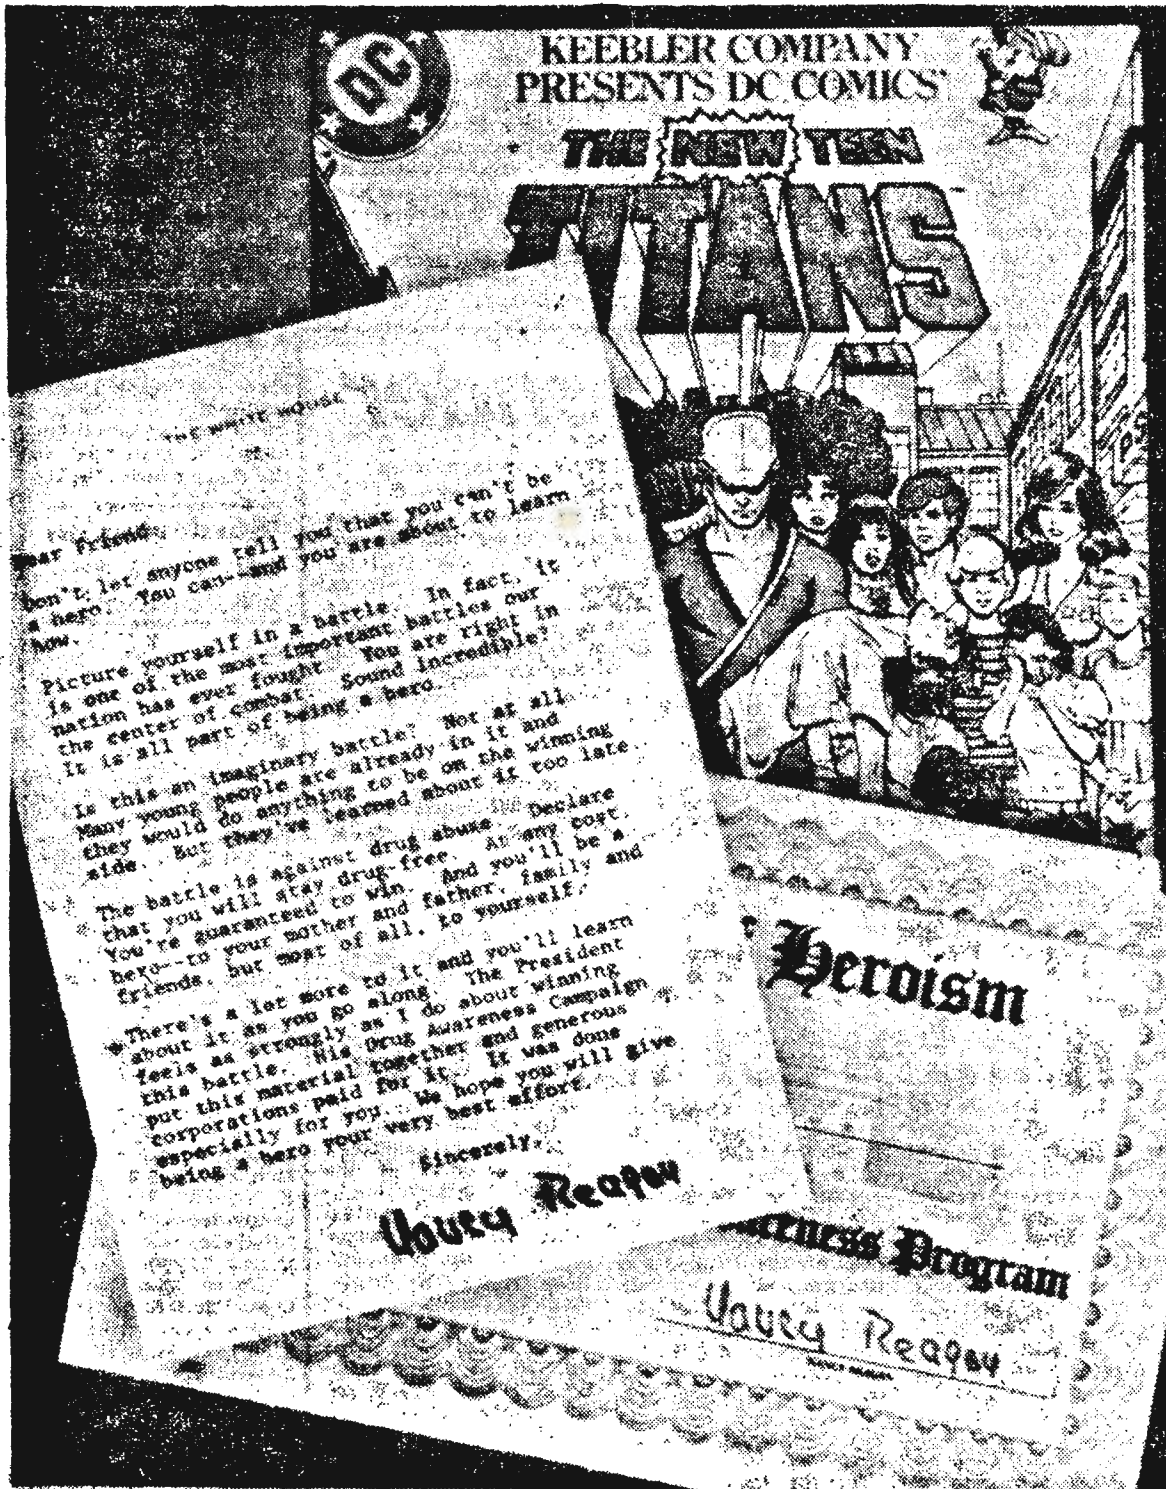 DC
KEEBLER COMPANY
PRESENTS DC COMICS'
THE NEW TEEN
TITANS
THE WHITE HOUSE
Dear Friend,
Don't let anyone tell you that you can't be
a hero. You can--and you are about to learn
how.
Picture yourself in a battle. In fact, it
is one of the most important battles our
nation has ever fought. You are right in
the center of combat. Sound incredible?
It is all part of being a hero.
Is this an imaginary battle? Not at all.
Many young people are already in it and
they would do anything to be on the winning
side. But they've learned about it too late.
The battle is against drug abuse. Declare
that you will stay drug-free. At any cost.
You're guaranteed to win. And you'll be a
hero--to your mother and father, family and
friends, but most of all, to yourself.
There's a lot more to it and you'll learn
about it as you go along. The President
feels as strongly as I do about winning
this battle. His Drug Awareness Campaign
put this material together and generous
corporations paid for it. It was done
especially for you. We hope you will give
being a hero your very best effort.
Sincerely,
Nancy Reagan
Heroism
areness Program
Nancy Reagan